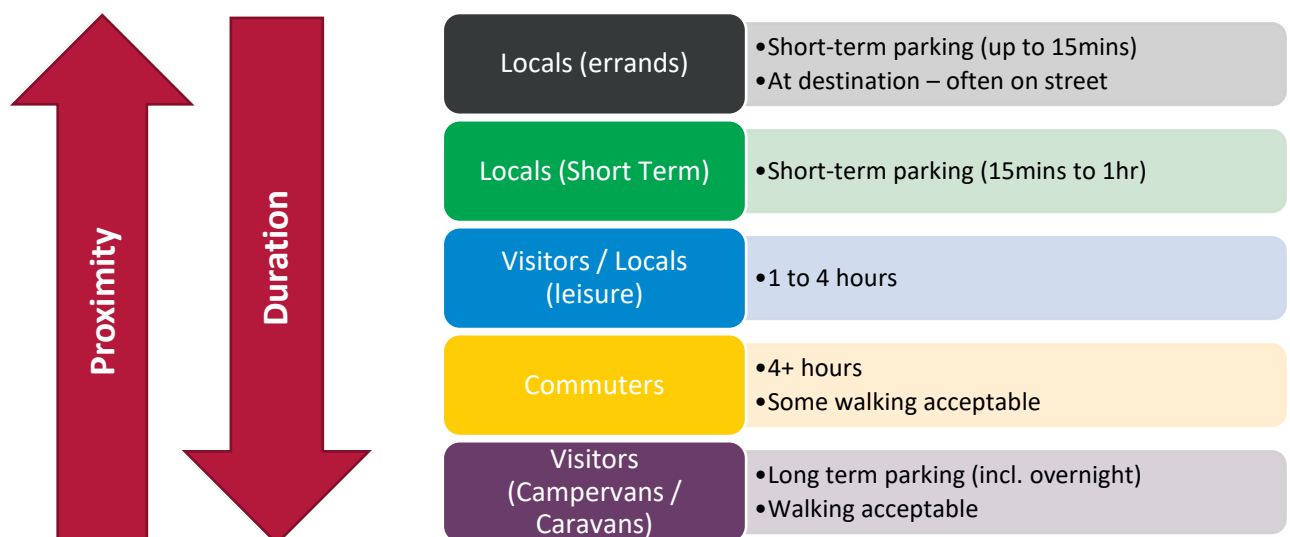 Proximity
Duration
Locals (errands)
•Short-term parking (up to 15mins)
•At destination – often on street
Locals (Short Term)
•Short-term parking (15mins to 1hr)
Visitors / Locals
(leisure)
•1 to 4 hours
Commuters
•4+ hours
•Some walking acceptable
Visitors
(Campervans /
Caravans)
•Long term parking (incl. overnight)
•Walking acceptable